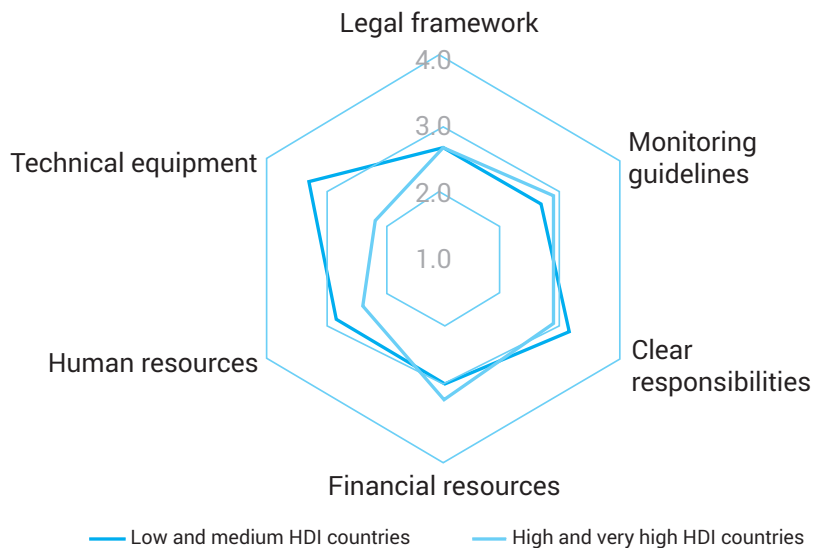 Legal framework
4.0
3.0
Monitoring
guidelines
Technical equipment
2.0
1.0
Clear
responsibilities
Human resources
Financial resources
Low and medium HDI countries
High and very high HDI countries